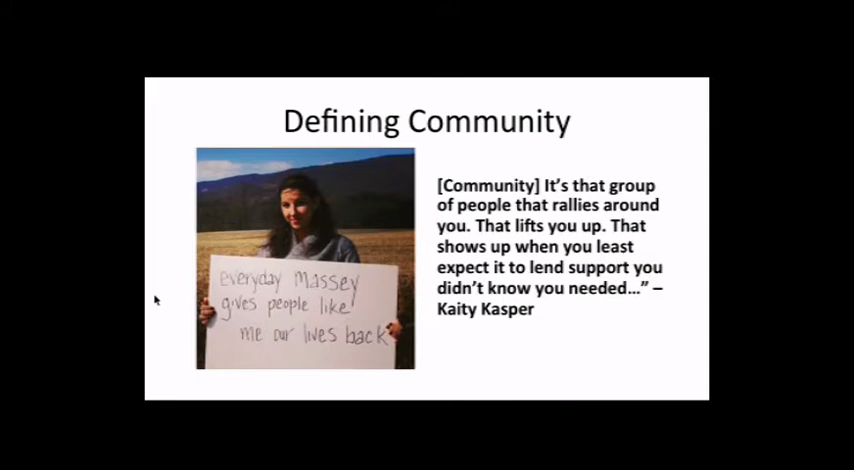 Defining Community
everyday Massey
gives people like
me our lives back
[Community] It's that group
of people that rallies around
you. That lifts you up. That
shows up when you least
expect it to lend support you
didn't know you needed…" –
Kaity Kasper